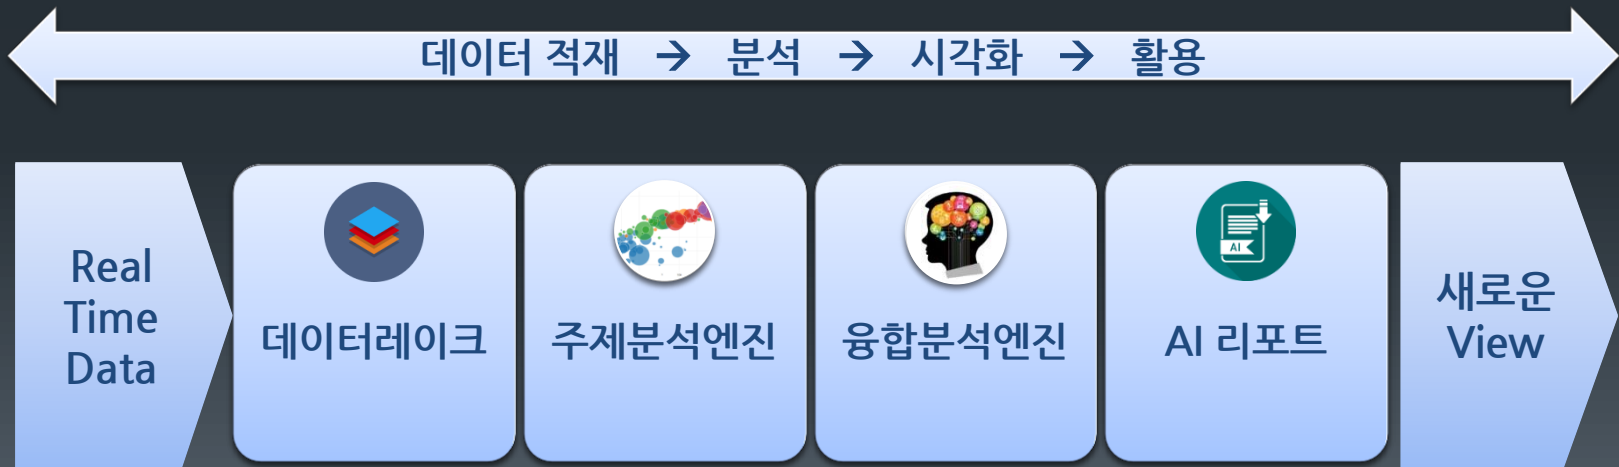 데이터 적재 → 분석 → 시각화 → 활용
Real
Time
Data
데이터레이크
주제분석엔진
융합분석엔진
AI
AI 리포트
새로운
View